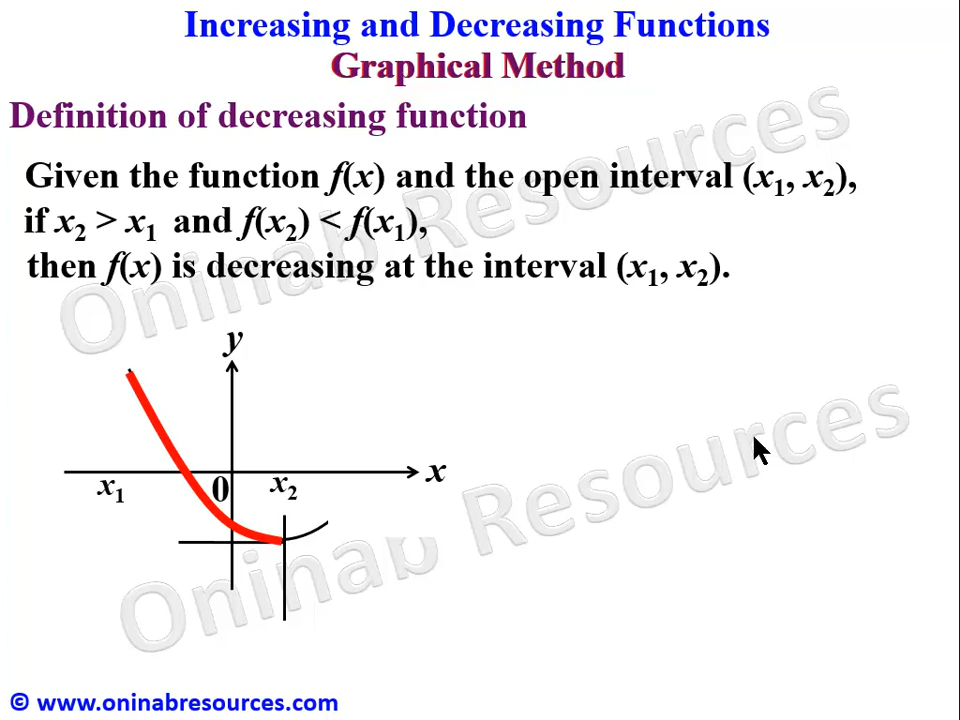 Increasing and Decreasing Functions
Graphical Method
Definition of decreasing function
Given the function f(x) and the open interval (x₁, x₂),
if x₂ > x₁ and f(x₂) < f(x₁),
then f(x) is decreasing at the interval (x₁, x₂).
y
x
x₁
0
x₂
Oninab Resources
Oninab Resources
© www.oninabresources.com